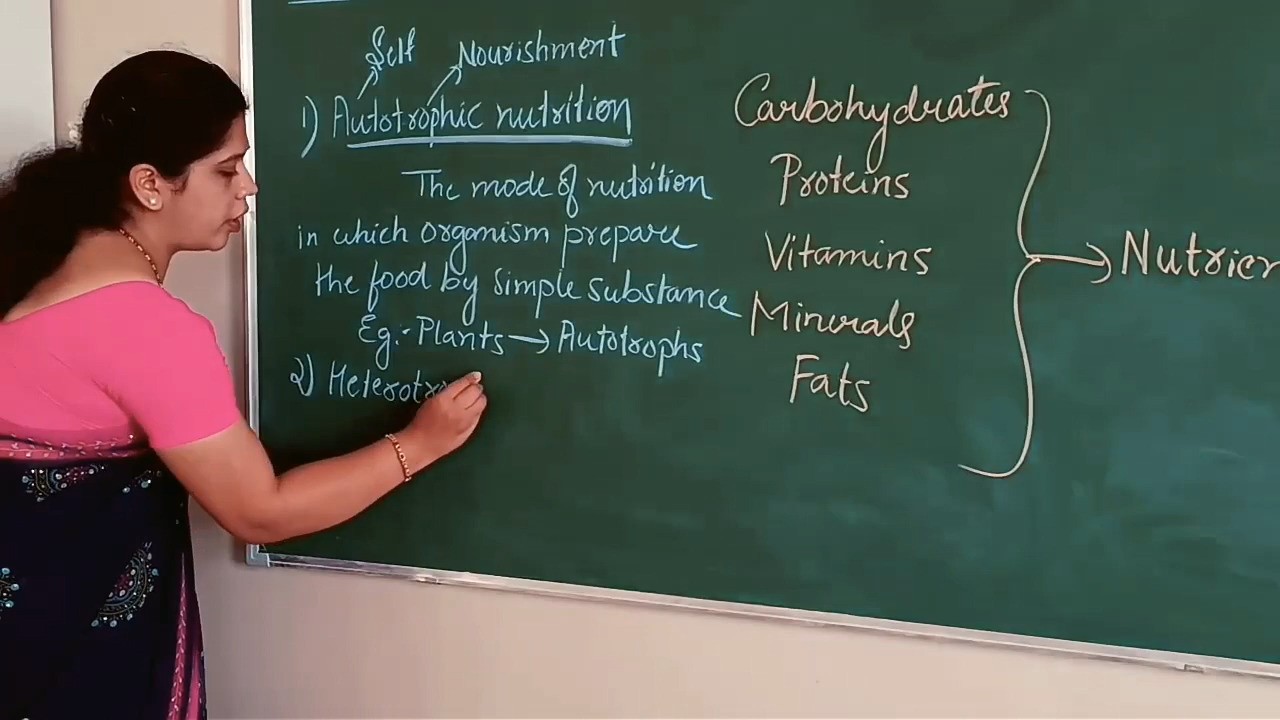 Self Nourishment
1) Autotrophic nutrition
The mode of nutrition
in which organism prepare
the food by simple substance
Eg:- Plants → Autotrophs
2) Heterotr
Carbohydrates
Proteins
Vitamins
Minerals
Fats
→ Nutrien